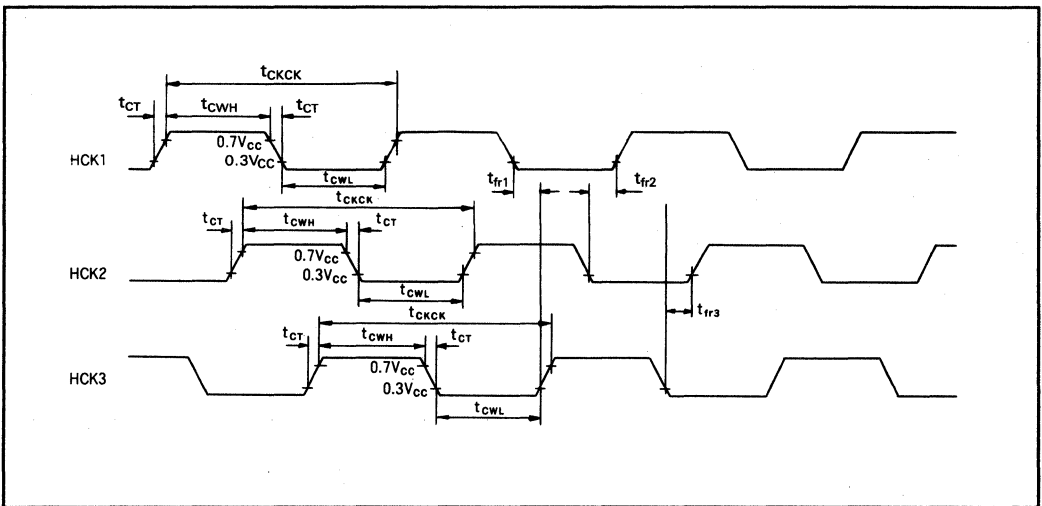 tCKCK
tCT tCWH tCT
0.7VCC
HCK1 0.3VCC
tCWL tfr1 tfr2
tCKCK
tCT tCWH tCT
0.7VCC
HCK2 0.3VCC
tCWL tfr3
tCKCK
tCT tCWH tCT
0.7VCC
HCK3 0.3VCC
tCWL